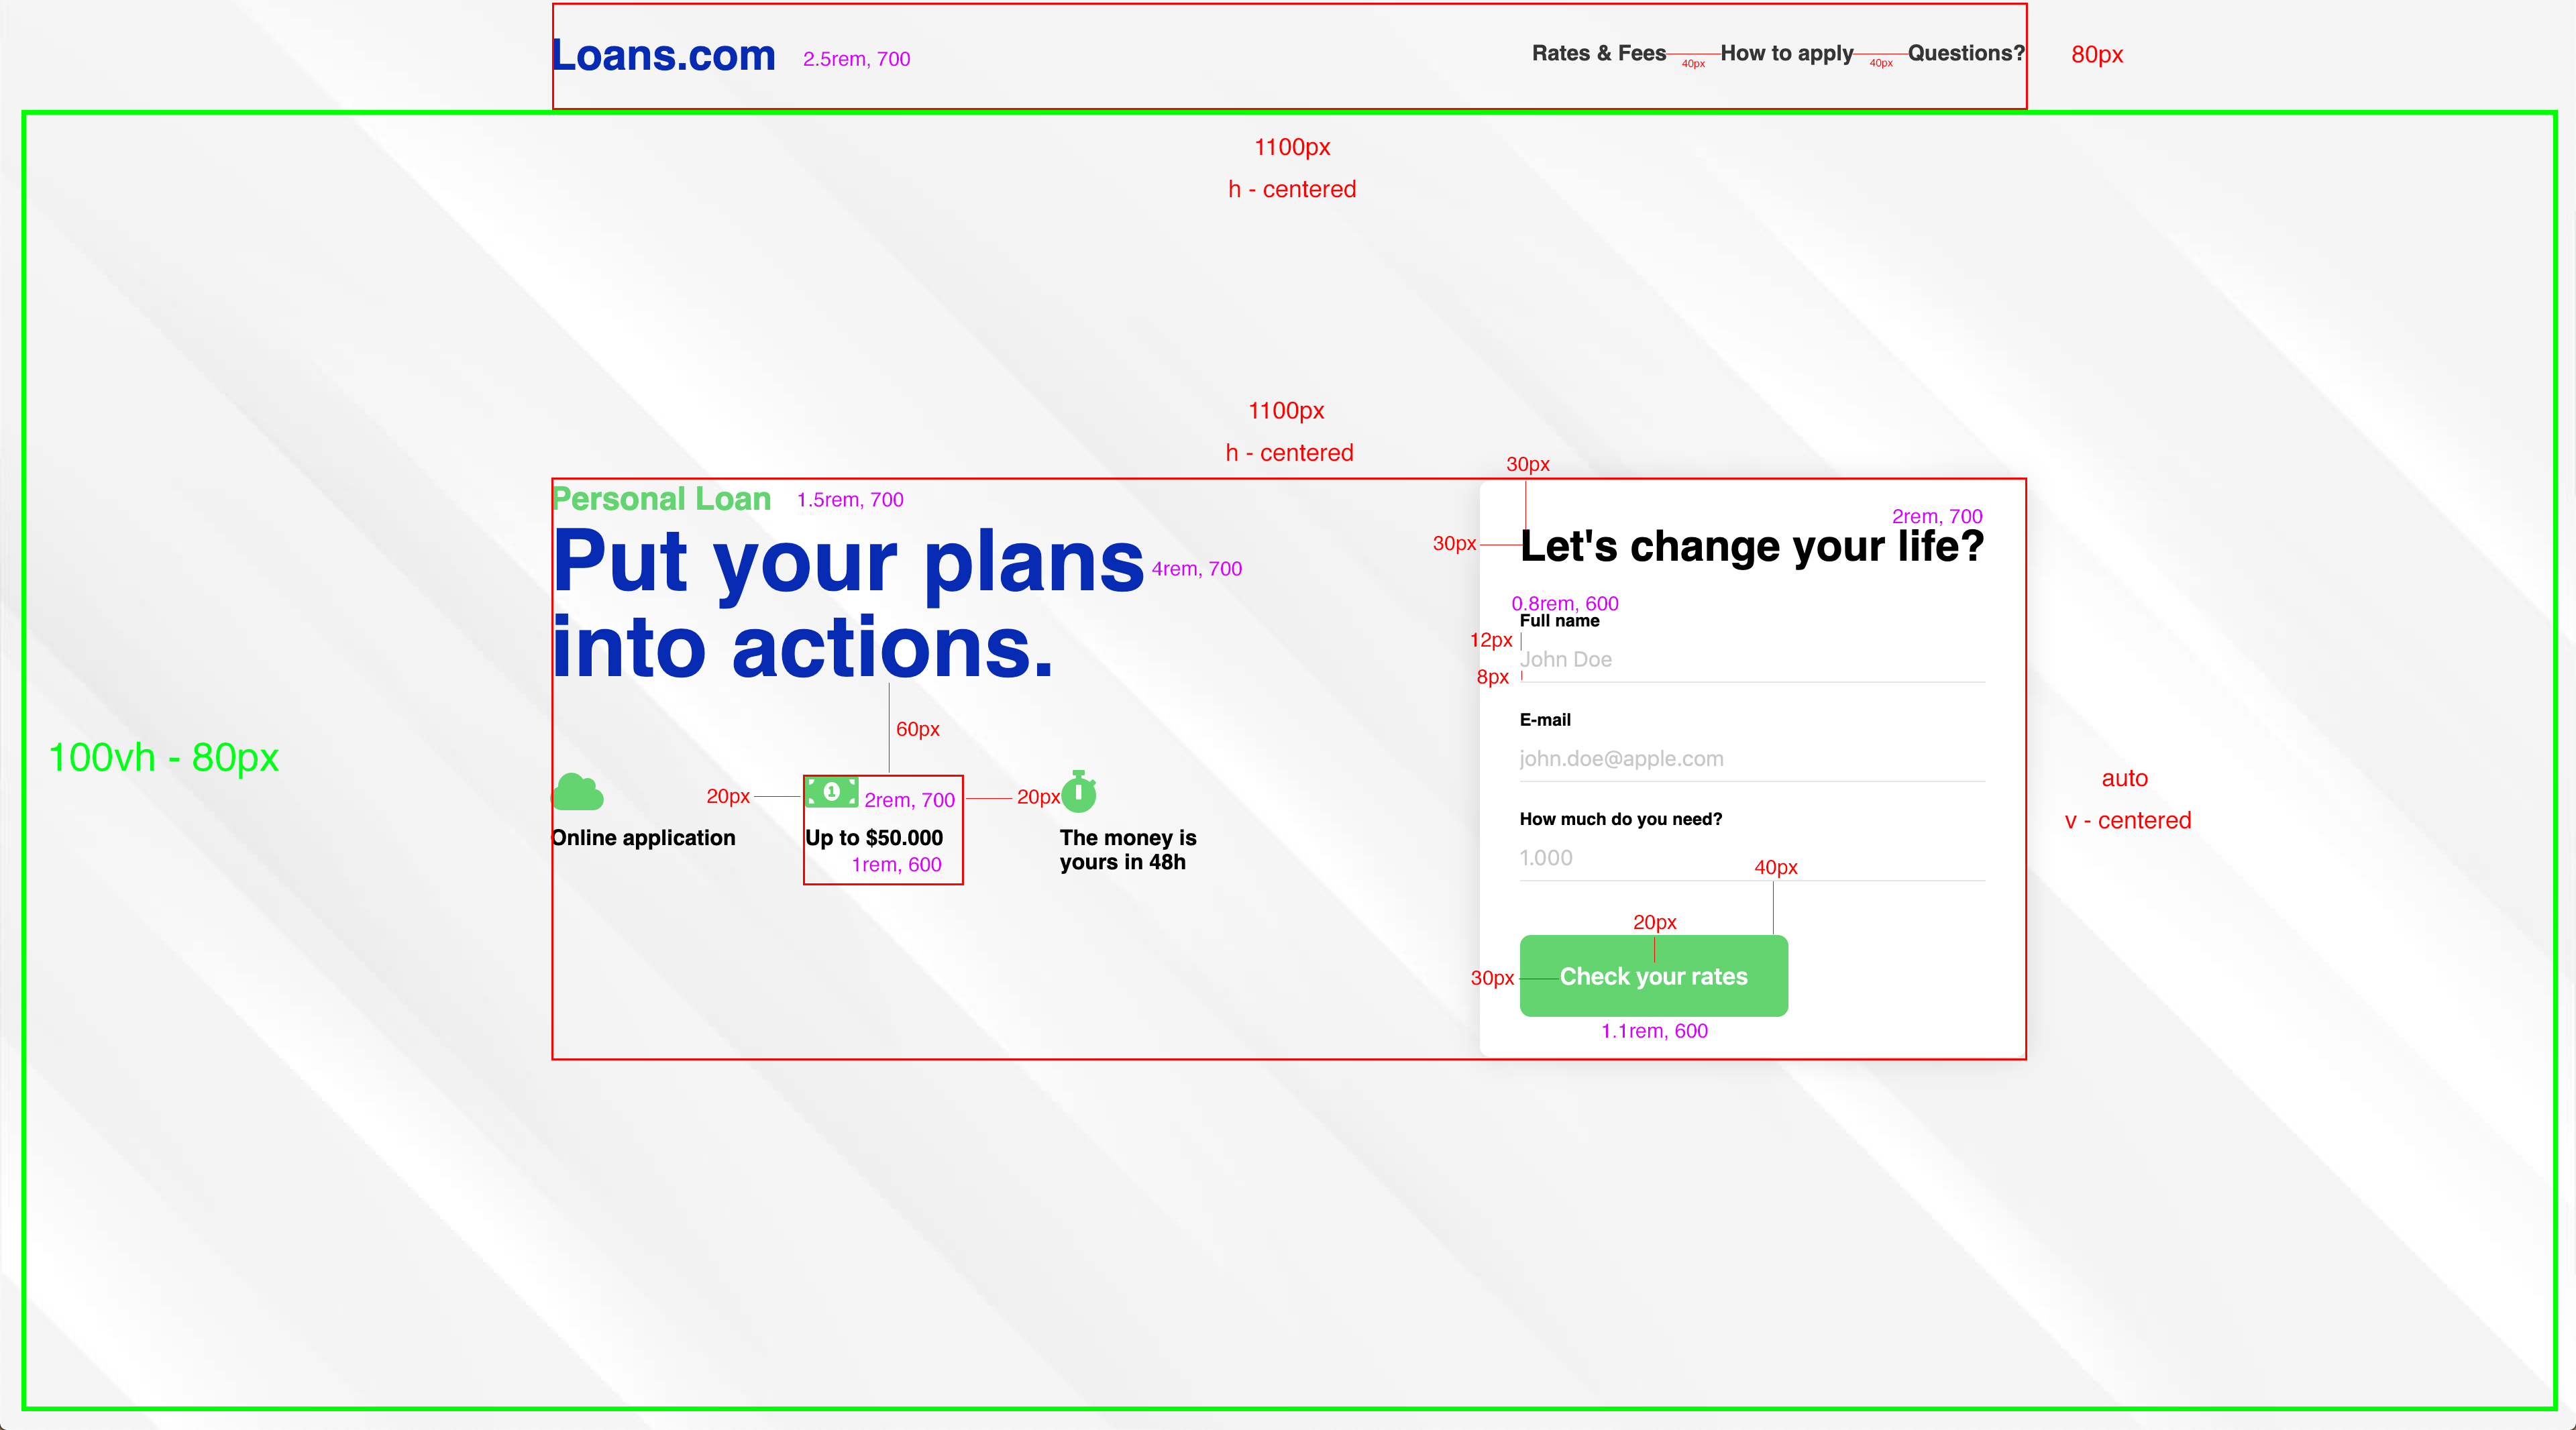 Loans.com
2.5rem, 700
Rates & Fees
40px
How to apply
40px
Questions?
80px
1100px
h - centered
1100px
h - centered
Personal Loan
1.5rem, 700
Put your plans
into actions.
4rem, 700
60px
20px
1
2rem, 700
20px
Online application
Up to $50.000
1rem, 600
The money is
yours in 48h
30px
2rem, 700
30px
Let's change your life?
0.8rem, 600
Full name
12px
John Doe
8px
E-mail
john.doe@apple.com
How much do you need?
1.000
40px
20px
30px
Check your rates
1.1rem, 600
100vh - 80px
auto
v - centered